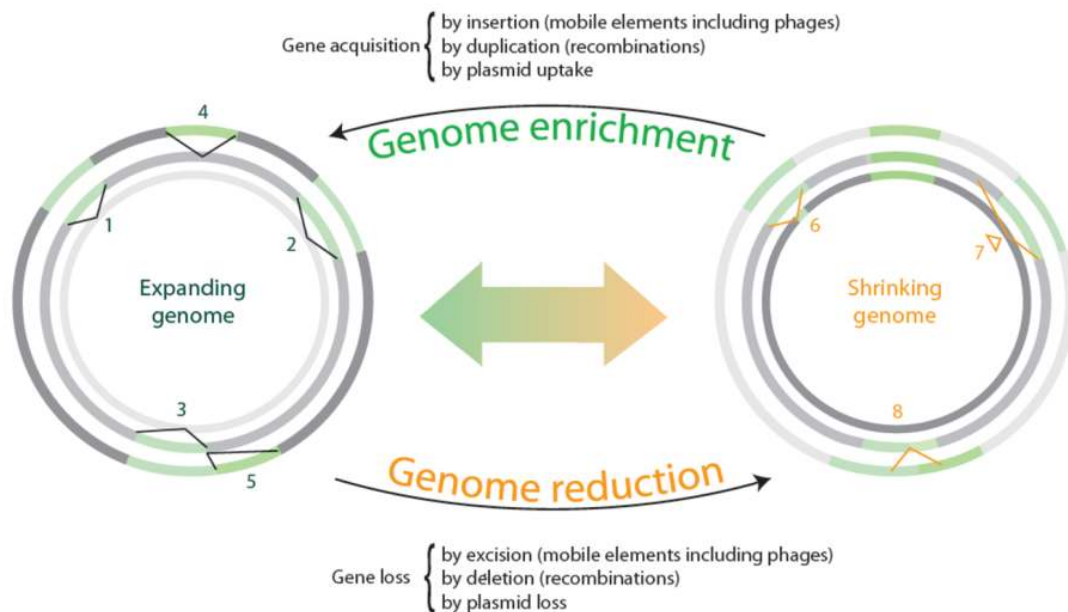 Gene acquisition
by insertion (mobile elements including phages)
by duplication (recombinations)
by plasmid uptake
Genome enrichment
4
1
2
Expanding
genome
3
5
6
7
Shrinking
genome
8
Genome reduction
Gene loss
by excision (mobile elements including phages)
by deletion (recombinations)
by plasmid loss